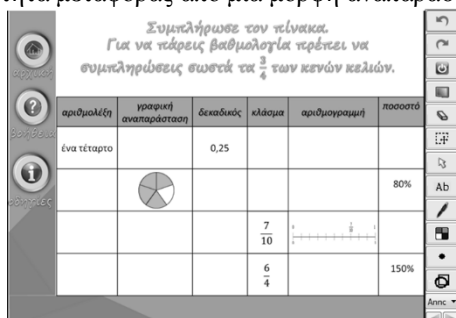 Συμπλήρωσε τον πίνακα.
Για να πάρεις βαθμολογία πρέπει να
συμπληρώσεις σωστά τα 3/4 των κενών κελιών.
αρχική
βοήθεια
οδηγίες
αριθμολέξη γραφική αναπαράσταση δεκαδικός κλάσμα αριθμογραμμή ποσοστό
ένα τέταρτο 0,25
80%
7/10
6/4 150%
Ab
Annc